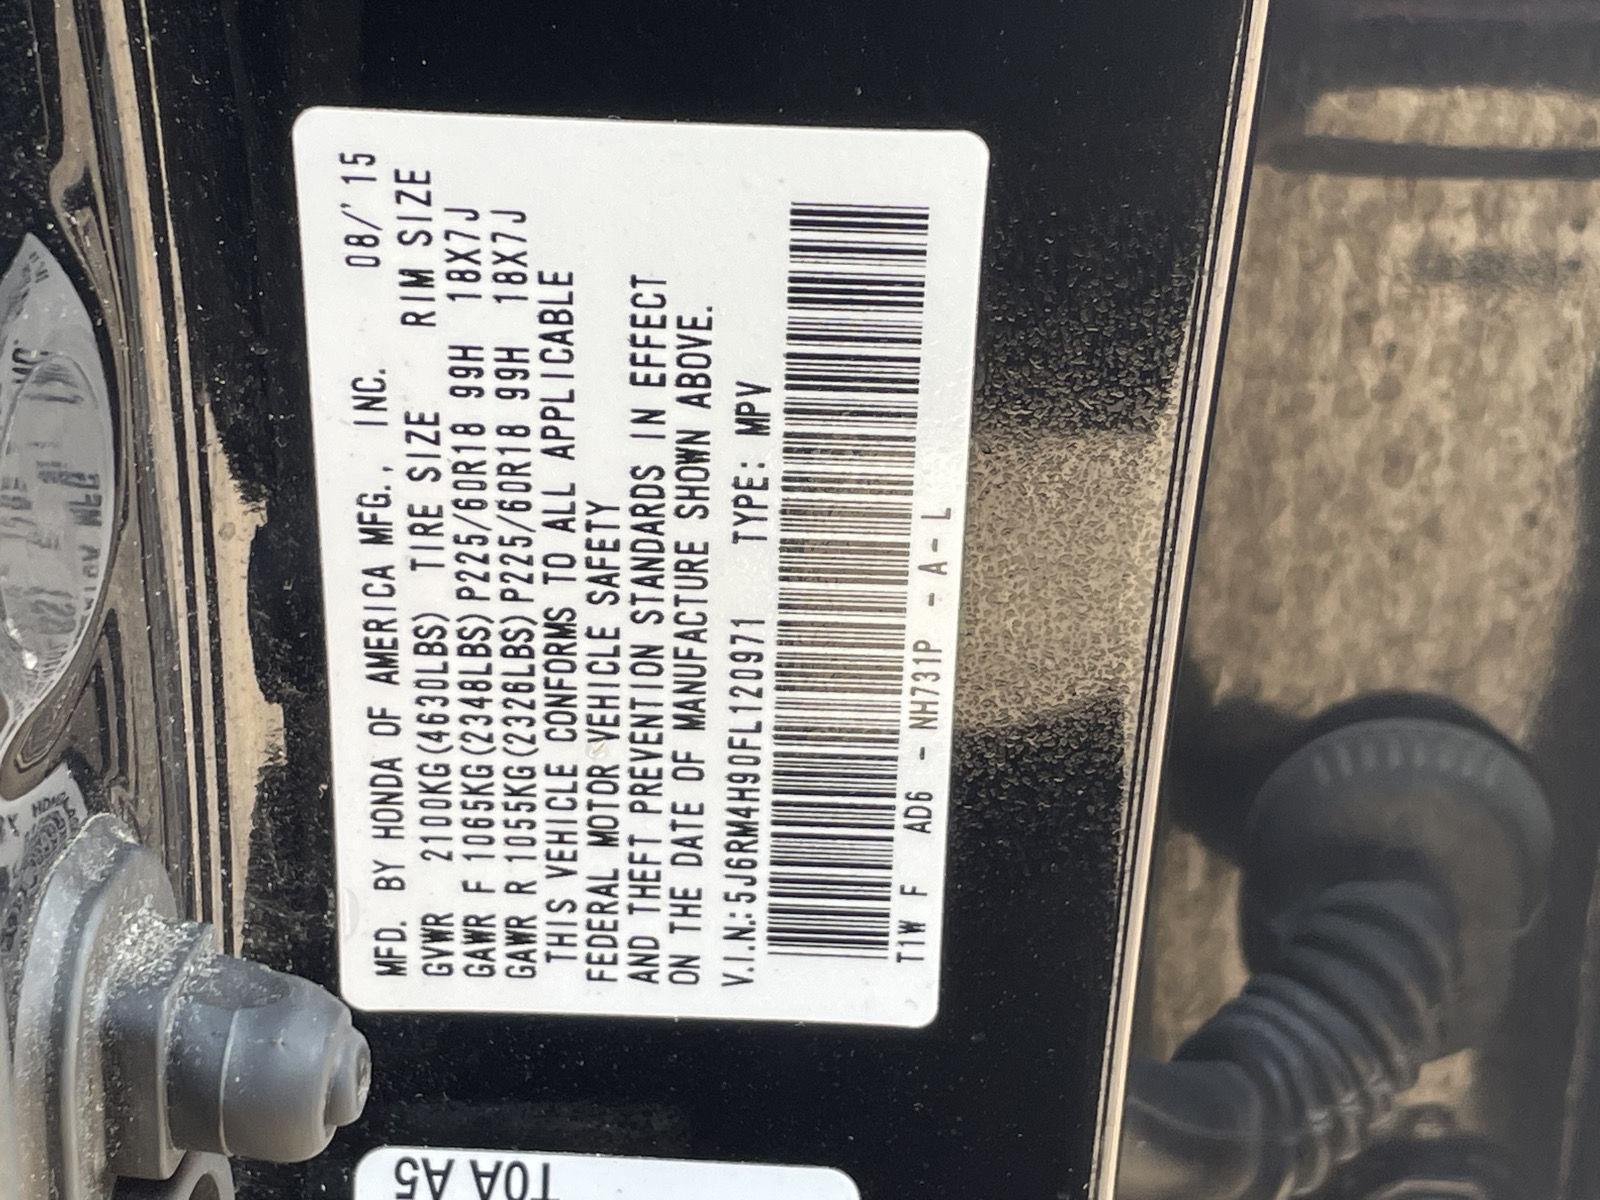 MFD. BY HONDA OF AMERICA MFG., INC. 08/'15
GVWR 2100KG(4630LBS) TIRE SIZE RIM SIZE
GAWR F 1065KG(2348LBS)P225/60R18 99H 18X7J
GAWR R 1055KG(2326LBS)P225/60R18 99H 18X7J
THIS VEHICLE CONFORMS TO ALL APPLICABLE
FEDERAL MOTOR VEHICLE SAFETY
AND THEFT PREVENTION STANDARDS IN EFFECT
ON THE DATE OF MANUFACTURE SHOWN ABOVE.
V.I.N.:5J6RM4H90FL120971 TYPE: MPV
T1W F AD6 - NH731P - A - L
T0A A5